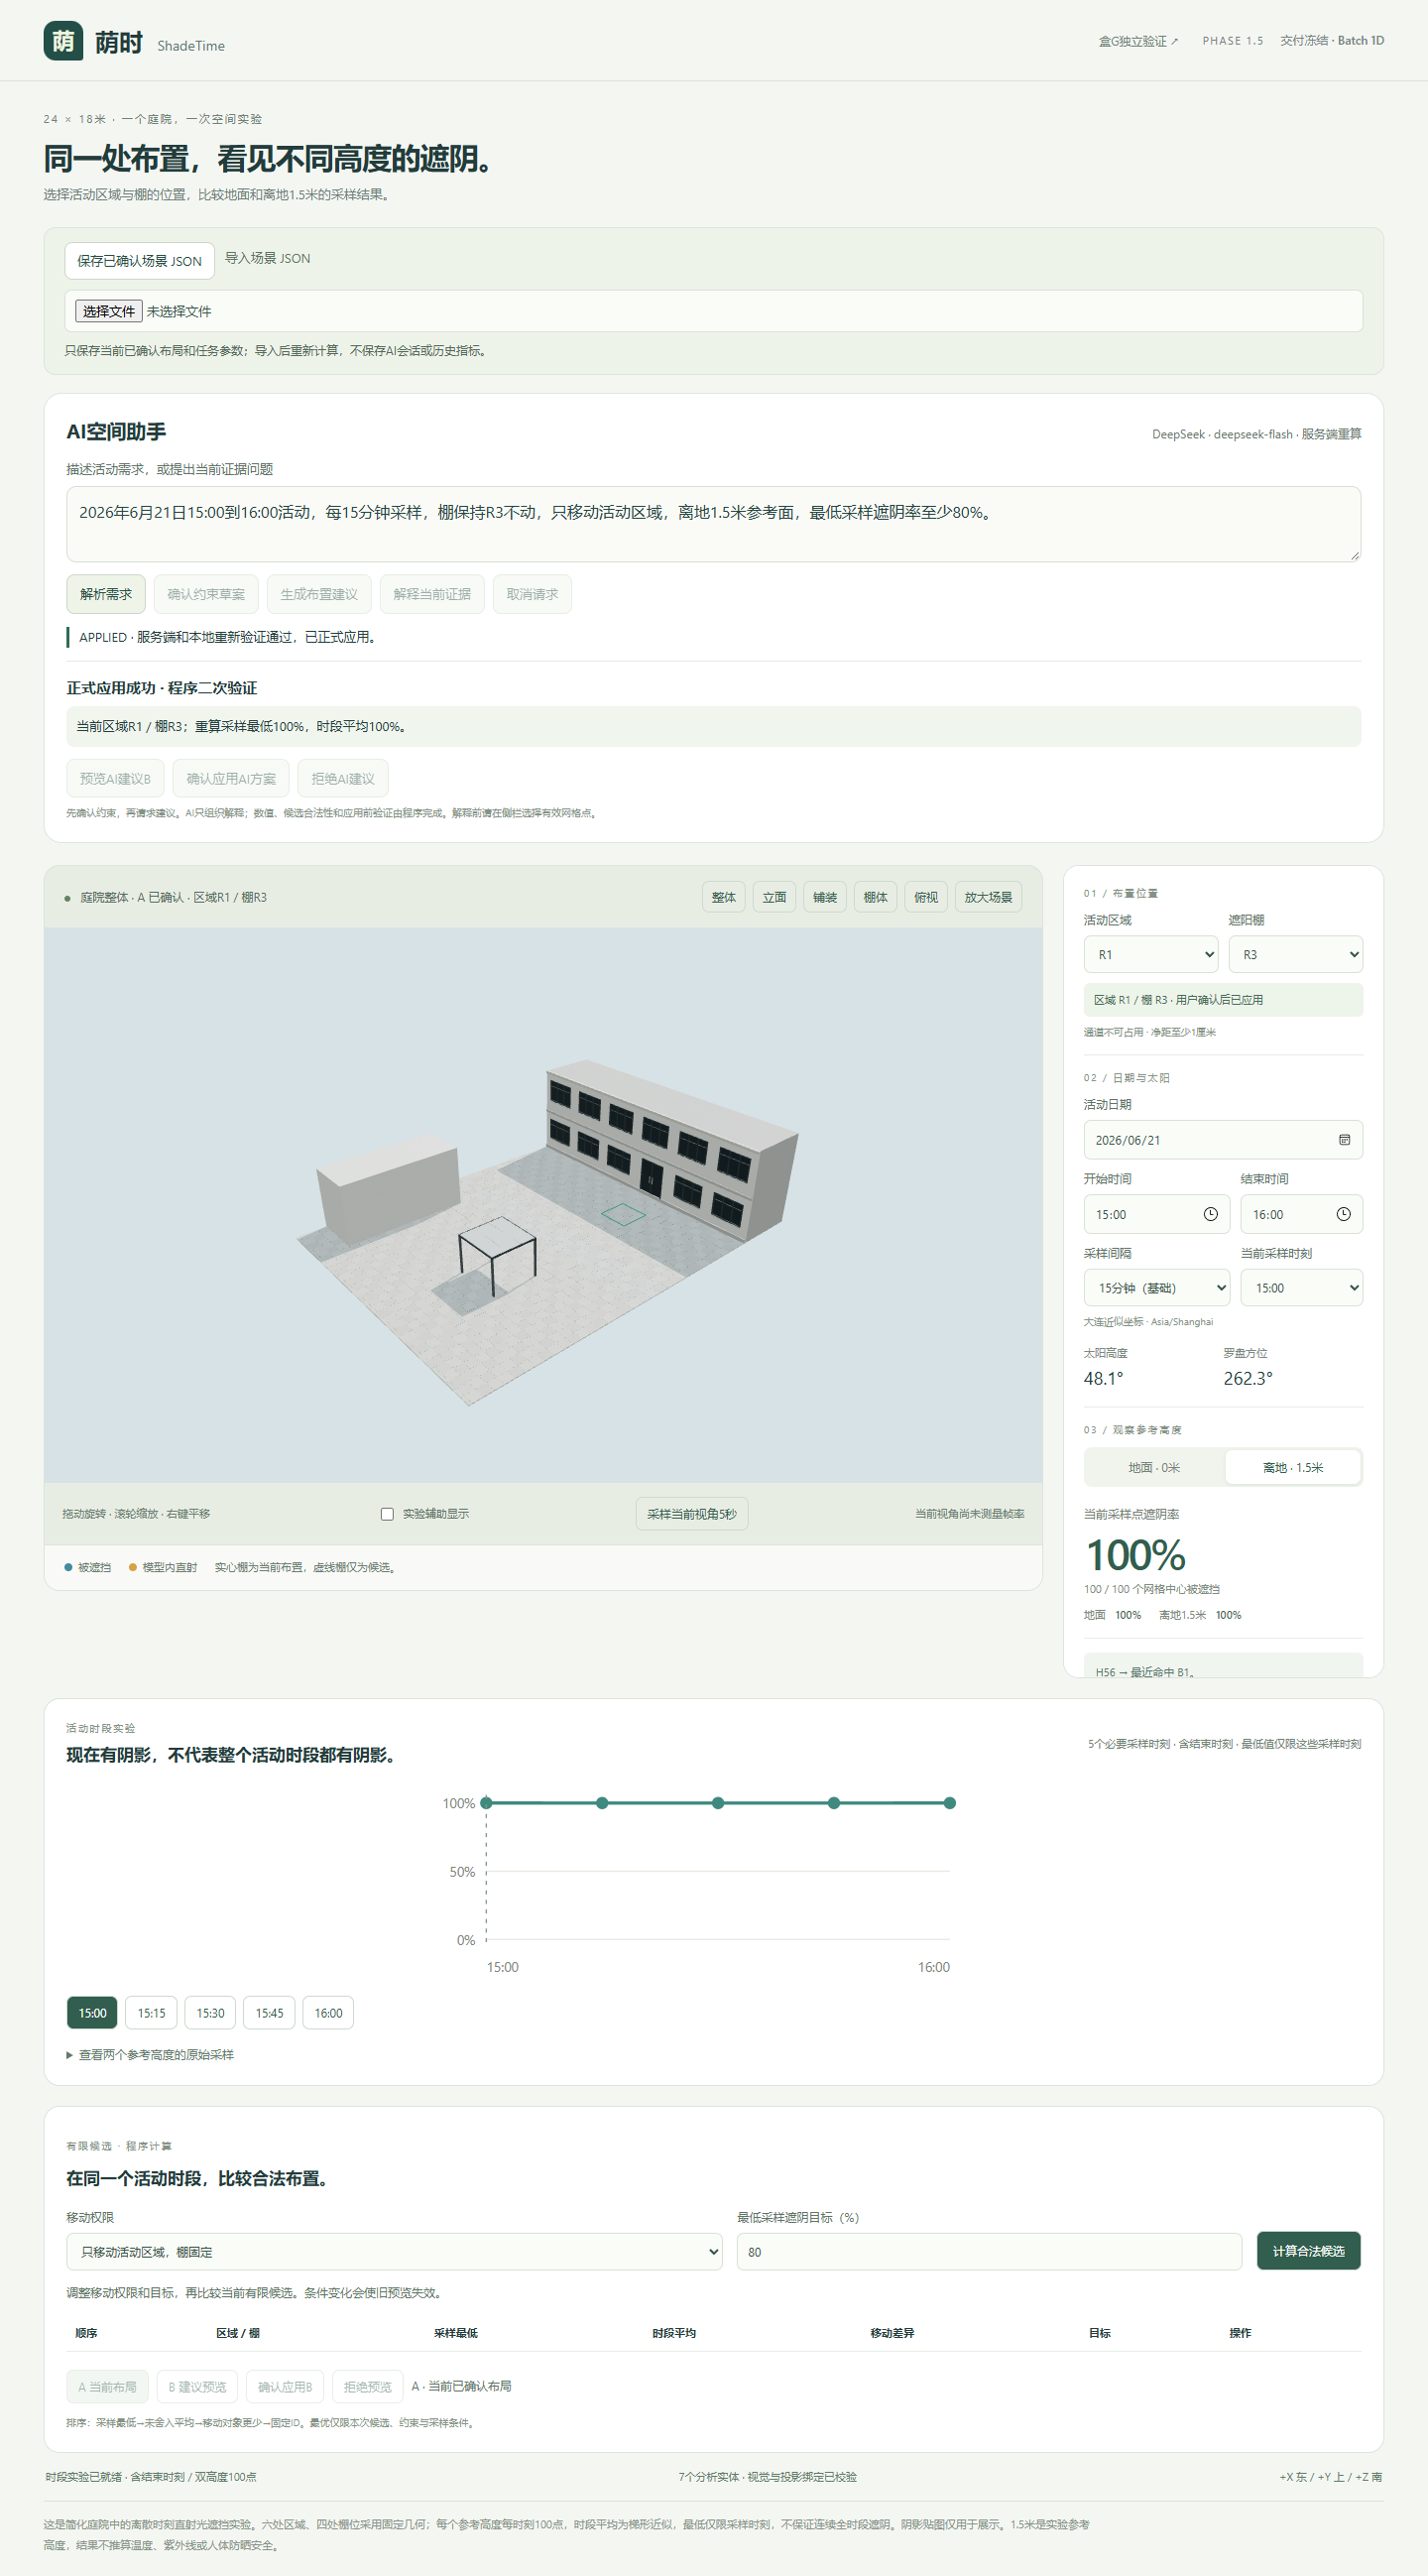 荫 荫时 ShadeTime
盒G独立验证 ↗ PHASE 1.5 交付冻结 · Batch 1D
24 × 18米 · 一个庭院，一次空间实验
同一处布置，看见不同高度的遮阴。
选择活动区域与棚的位置，比较地面和离地1.5米的采样结果。
保存已确认场景 JSON 导入场景 JSON
选择文件 未选择文件
只保存当前已确认布局和任务参数；导入后重新计算，不保存AI会话或历史指标。
AI空间助手
DeepSeek · deepseek-flash · 服务端重算
描述活动需求，或提出当前证据问题
2026年6月21日15:00到16:00活动，每15分钟采样，棚保持R3不动，只移动活动区域，离地1.5米参考面，最低采样遮阴率至少80%。
解析需求 确认约束草案 生成布置建议 解释当前证据 取消请求
APPLIED · 服务端和本地重新验证通过，已正式应用。
正式应用成功 · 程序二次验证
当前区域R1 / 棚R3；重算采样最低100%，时段平均100%。
预览AI建议B 确认应用AI方案 拒绝AI建议
先确认约束，再请求建议。AI只组织解释；数值、候选合法性和应用前验证由程序完成。解释前请在侧栏选择有效网格点。
庭院整体 · A 已确认 · 区域R1 / 棚R3
整体 立面 铺装 棚体 俯视 放大场景
拖动旋转 · 滚轮缩放 · 右键平移 实验辅助显示 采样当前视角5秒 当前视角尚未测量帧率
被遮挡 模型内直射 实心棚为当前布置，虚线棚仅为候选。
01 / 布置位置
活动区域 遮阳棚
R1 R3
区域 R1 / 棚 R3 · 用户确认后已应用
通道不可占用 · 净距至少1厘米
02 / 日期与太阳
活动日期
2026/06/21
开始时间 结束时间
15:00 16:00
采样间隔 当前采样时刻
15分钟（基础） 15:00
大连近似坐标 · Asia/Shanghai
太阳高度 罗盘方位
48.1° 262.3°
03 / 观察参考高度
地面 · 0米 离地 · 1.5米
当前采样点遮阴率
100%
100 / 100 个网格中心被遮挡
地面 100% 离地1.5米 100%
H56 → 最近命中 B1。
活动时段实验
现在有阴影，不代表整个活动时段都有阴影。
5个必要采样时刻 · 含结束时刻 · 最低值仅限这些采样时刻
100%
50%
0%
15:00 16:00
15:00 15:15 15:30 15:45 16:00
▶ 查看两个参考高度的原始采样
有限候选 · 程序计算
在同一个活动时段，比较合法布置。
移动权限 最低采样遮阴目标（%）
只移动活动区域，棚固定 80 计算合法候选
调整移动权限和目标，再比较当前有限候选。条件变化会使旧预览失效。
顺序 区域 / 棚 采样最低 时段平均 移动差异 目标 操作
A 当前布局 B 建议预览 确认应用B 拒绝预览 A · 当前已确认布局
排序：采样最低→未舍入平均→移动对象更少→固定ID。最优仅限本次候选、约束与采样条件。
时段实验已就绪 · 含结束时刻 / 双高度100点 7个分析实体 · 视觉与投影绑定已校验 +X 东 / +Y 上 / +Z 南
这是简化庭院中的离散时刻直射光遮挡实验。六处区域、四处棚位采用固定几何；每个参考高度每时刻100点，时段平均为梯形近似，最低仅限采样时刻，不保证连续全时段遮阴。阴影贴图仅用于展示。1.5米是实验参考
高度，结果不推算温度、紫外线或人体防晒安全。